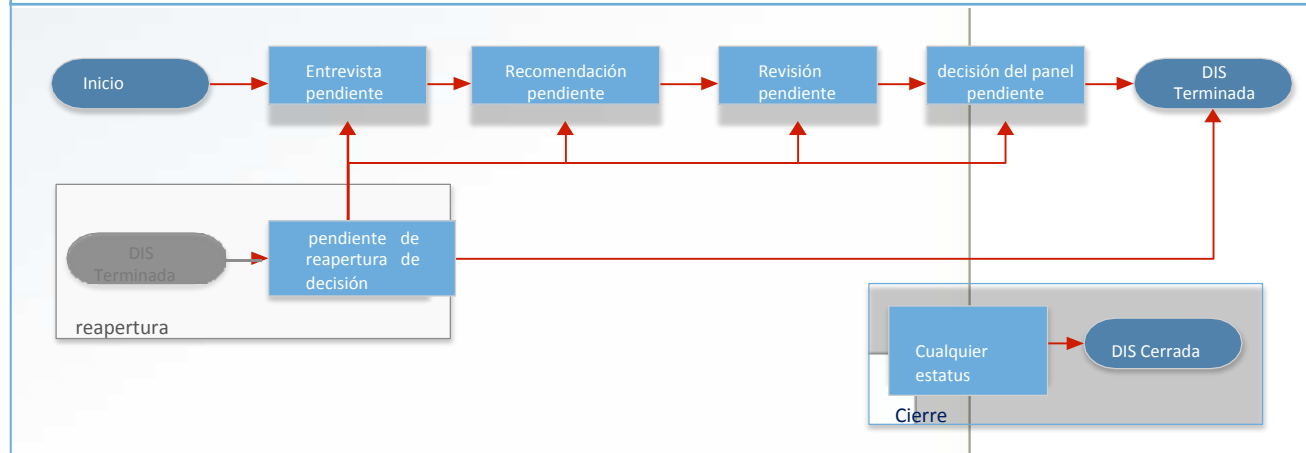 Inicio
Entrevista
pendiente
Recomendación
pendiente
Revisión
pendiente
decisión del panel
pendiente
DIS
Terminada
DIS
Terminada
pendiente de
reapertura de
decisión
reapertura
Cualquier
estatus
DIS Cerrada
Cierre